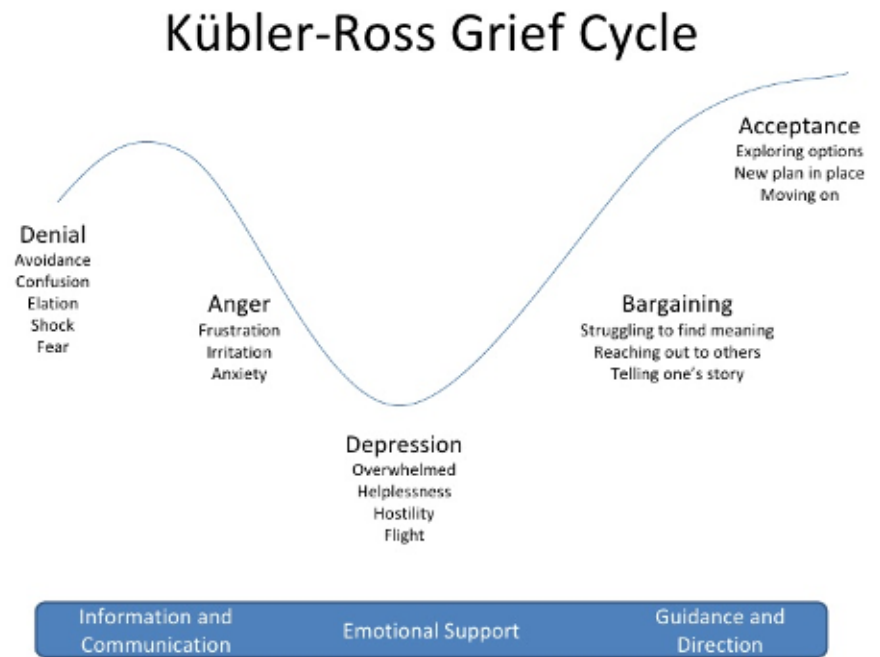 Kübler-Ross Grief Cycle
Denial
Avoidance
Confusion
Elation
Shock
Fear
Anger
Frustration
Irritation
Anxiety
Depression
Overwhelmed
Helplessness
Hostility
Flight
Bargaining
Struggling to find meaning
Reaching out to others
Telling one's story
Acceptance
Exploring options
New plan in place
Moving on
Information and
Communication
Emotional Support
Guidance and
Direction